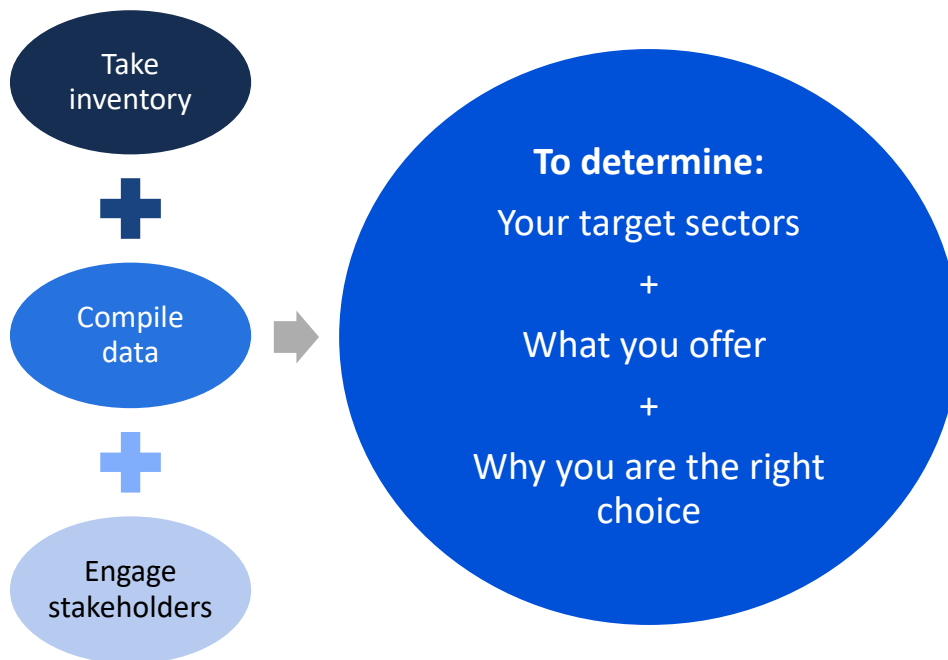 Take
inventory
Compile
data
Engage
stakeholders
To determine:
Your target sectors
+
What you offer
+
Why you are the right
choice